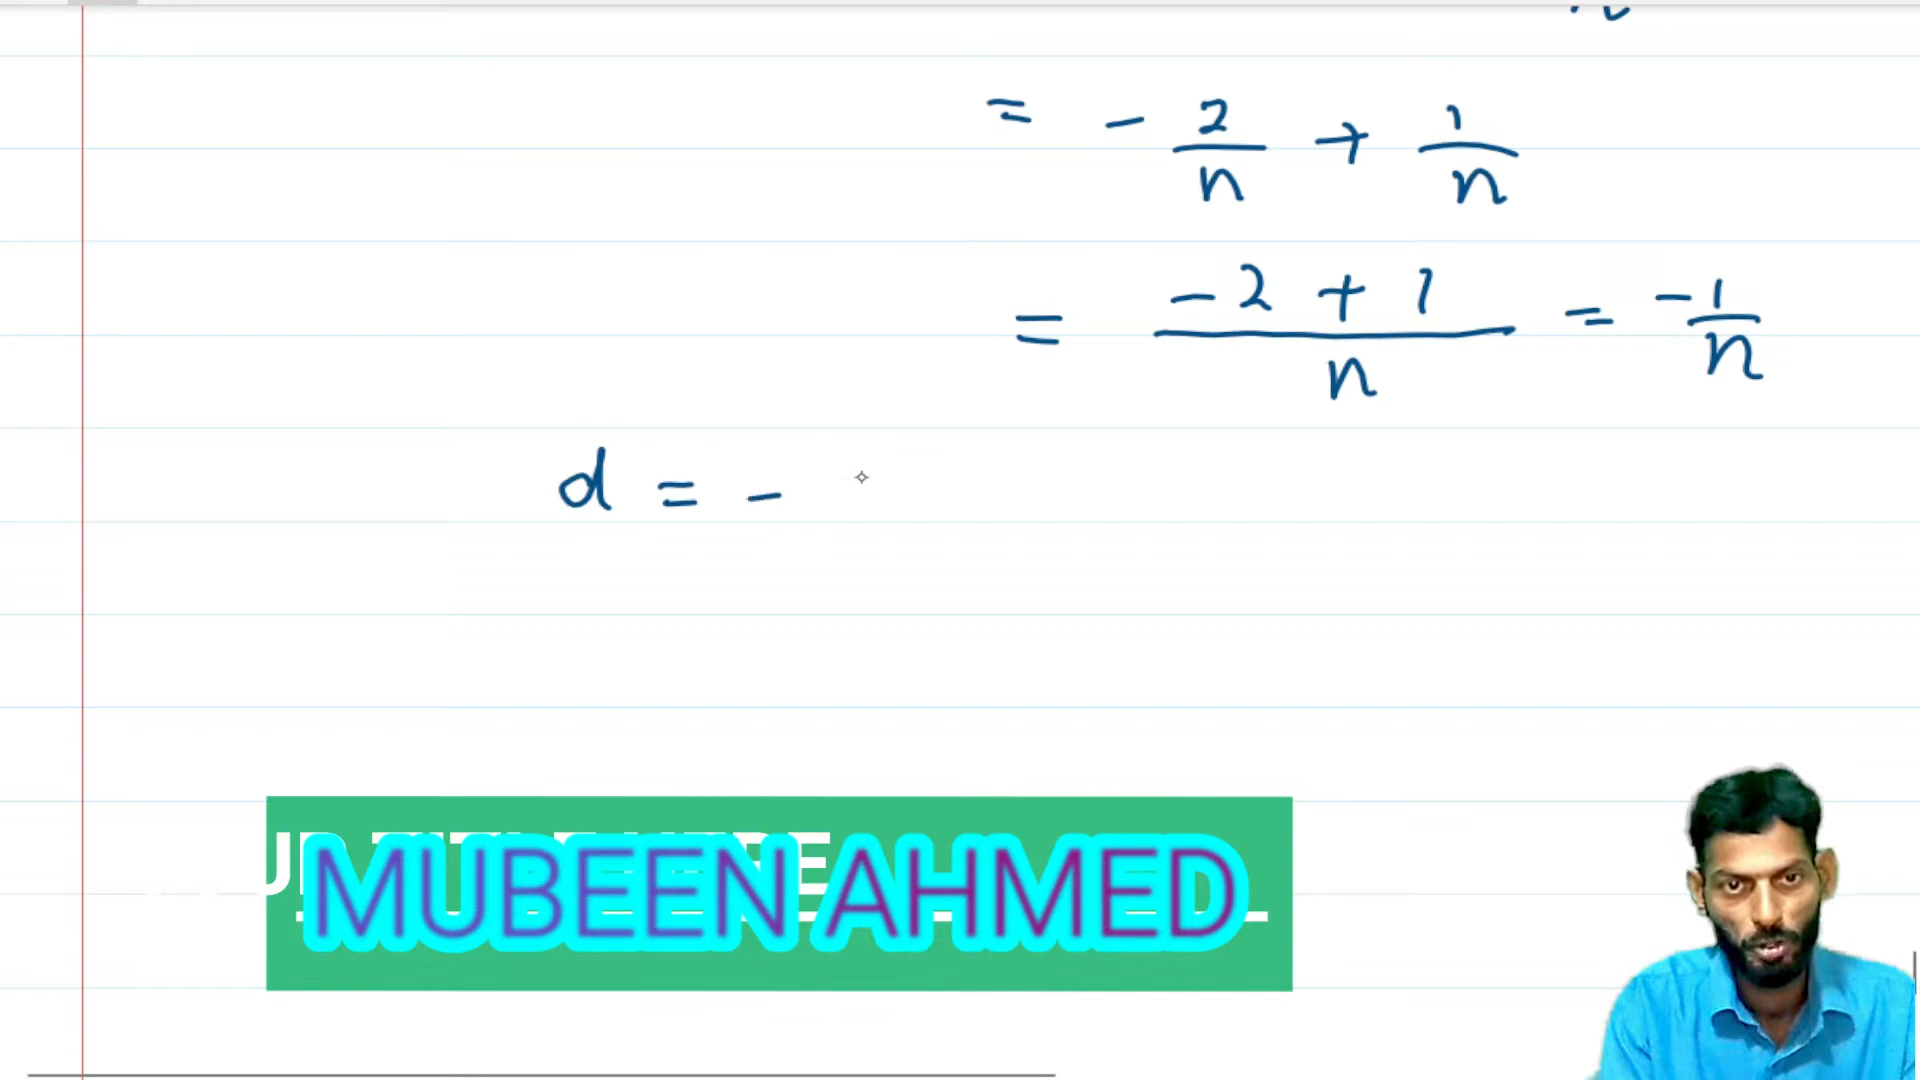 n
= - 2/n + 1/n
= (-2 + 1)/n = -1/n
d = -
MUBEEN AHMED